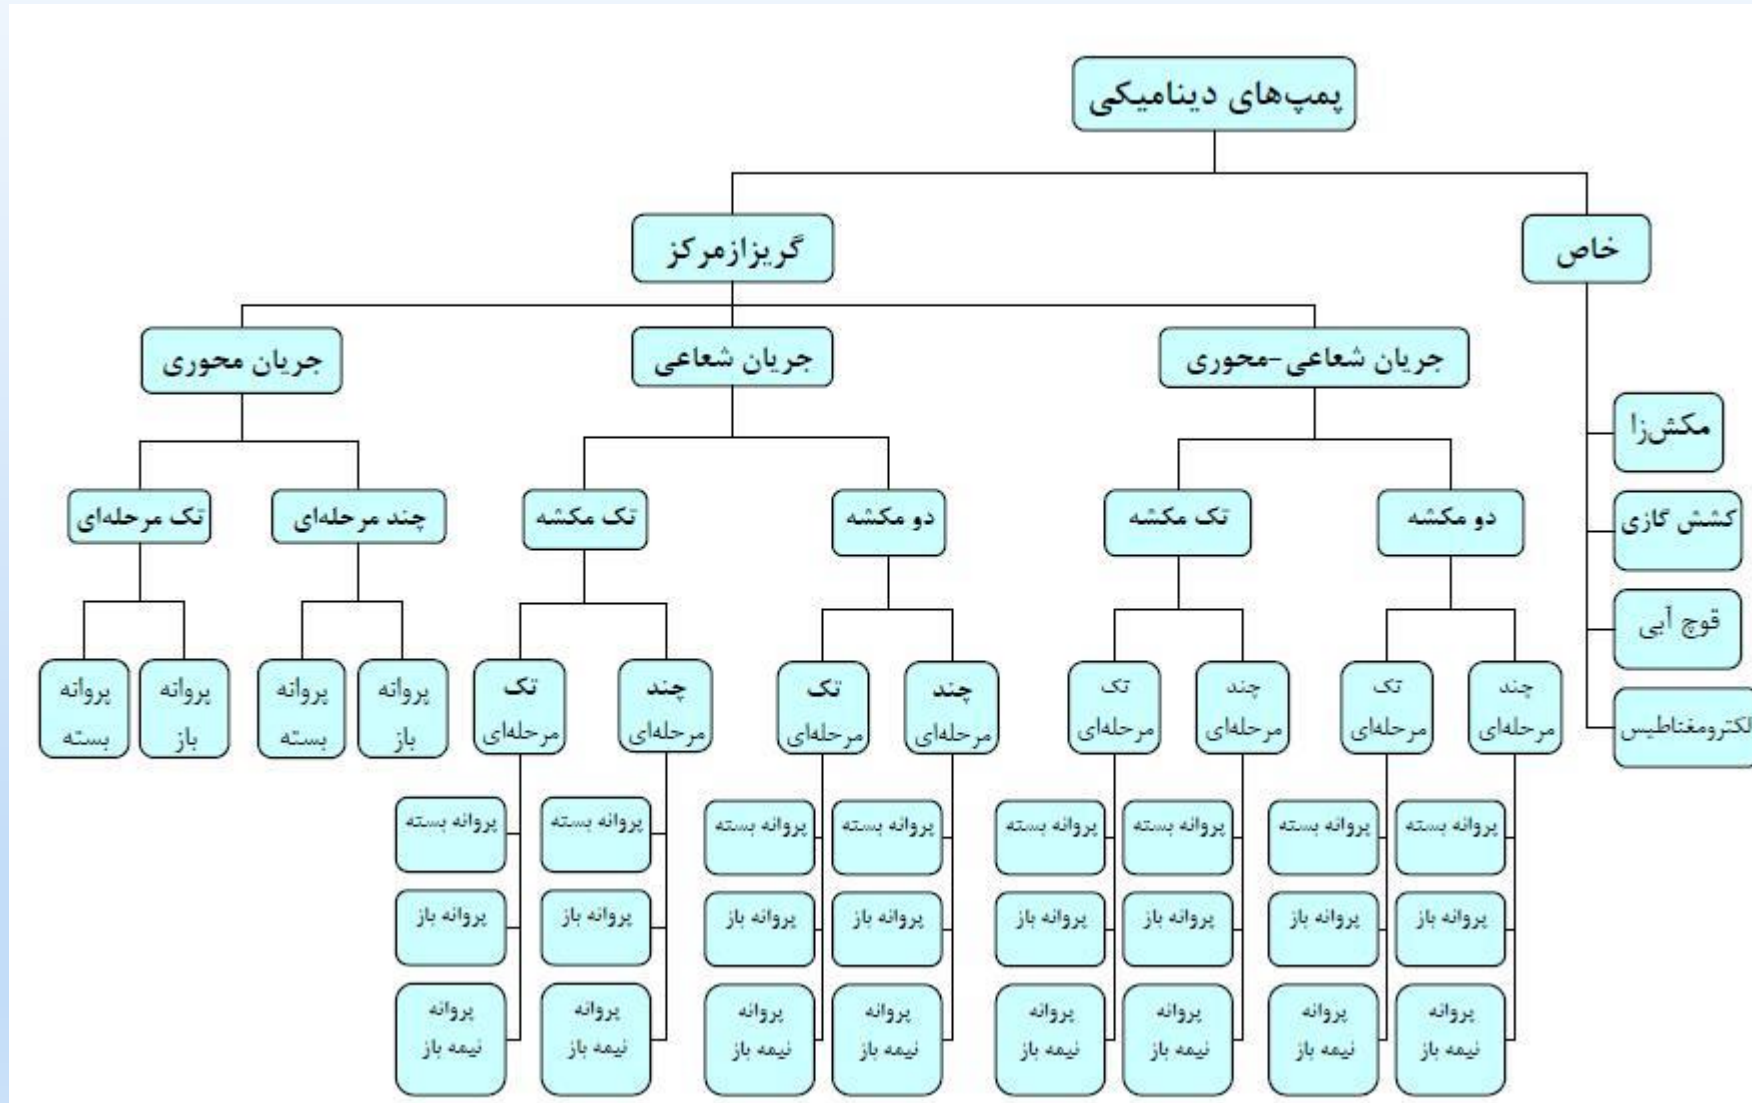 پمپ‌های دینامیکی
خاص
گریزازمرکز
جریان شعاعی-محوری
جریان شعاعی
جریان محوری
مکش‌زا
کشش گازی
قوچ آبی
الکترومغناطیس
دو مکشه
تک مکشه
دو مکشه
تک مکشه
چند مرحله‌ای
تک مرحله‌ای
چند
مرحله‌ای
تک
مرحله‌ای
چند
مرحله‌ای
تک
مرحله‌ای
چند
مرحله‌ای
تک
مرحله‌ای
چند
مرحله‌ای
تک
مرحله‌ای
پروانه
باز
پروانه
بسته
پروانه
باز
پروانه
بسته
پروانه بسته
پروانه بسته
پروانه بسته
پروانه بسته
پروانه بسته
پروانه بسته
پروانه بسته
پروانه بسته
پروانه باز
پروانه باز
پروانه باز
پروانه باز
پروانه باز
پروانه باز
پروانه باز
پروانه باز
پروانه
نیمه باز
پروانه
نیمه باز
پروانه
نیمه باز
پروانه
نیمه باز
پروانه
نیمه باز
پروانه
نیمه باز
پروانه
نیمه باز
پروانه
نیمه باز